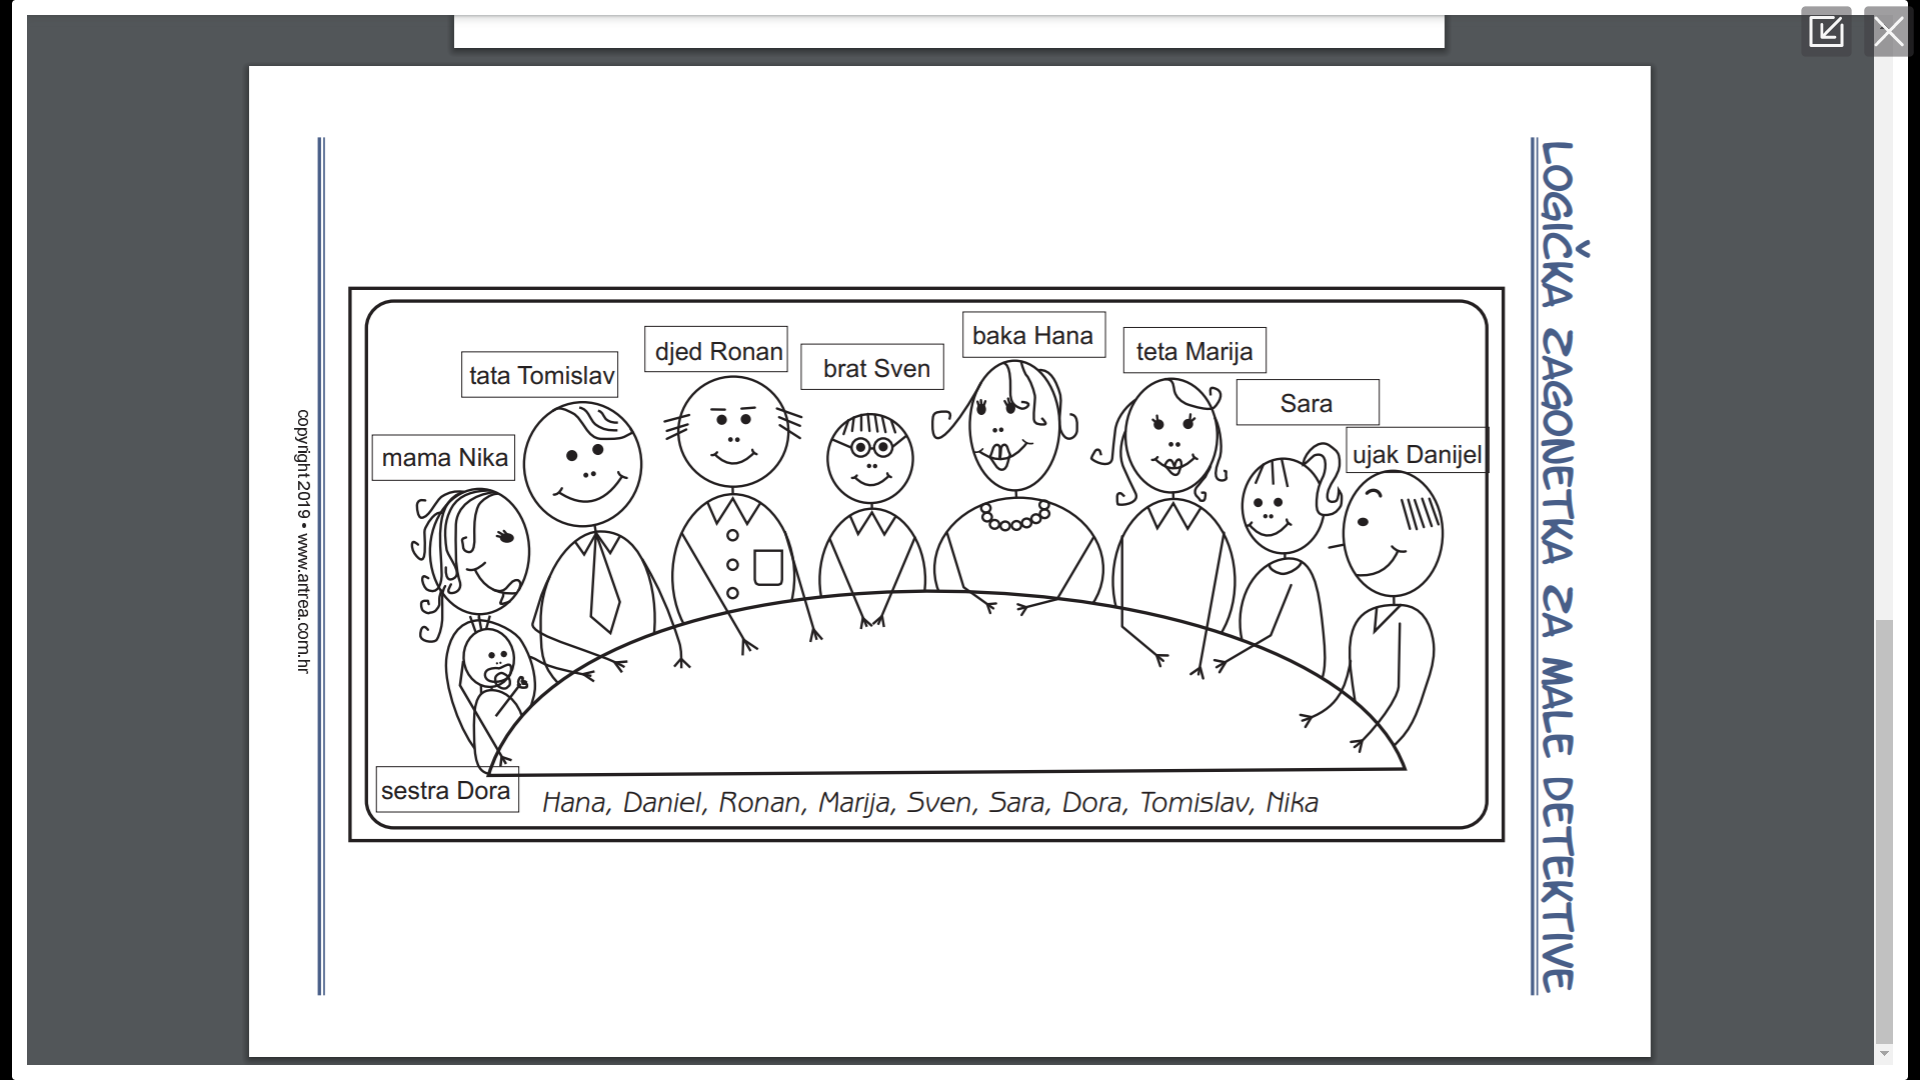 LOGIČKA ZAGONETKA ZA MALE DETEKTIVE
baka Hana
djed Ronan
teta Marija
brat Sven
tata Tomislav
Sara
mama Nika
ujak Danijel
sestra Dora
Hana, Daniel, Ronan, Marija, Sven, Sara, Dora, Tomislav, Nika
copyright 2019 • www.antrea.com.hr